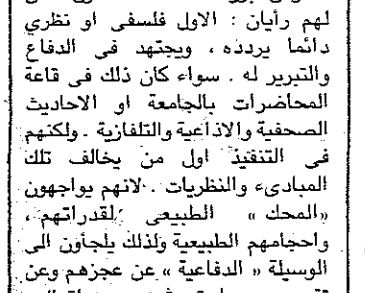 لهم رأيان : الاول فلسفى او نظري
دائما يردده ، ويجتهد فى الدفاع
والتبرير له . سواء كان ذلك فى قاعة
المحاضرات بالجامعة او الاحاديث
الصحفية والاذاعية والتلفازية . ولكنهم
فى التنفيذ اول من يخالف تلك
المبادىء والنظريات . لانهم يواجهون
«المحك » الطبيعى لقدراتهم ،
واحجامهم الطبيعية ولذلك يلجأون الى
الوسيلة « الدفاعية » عن عجزهم وعن